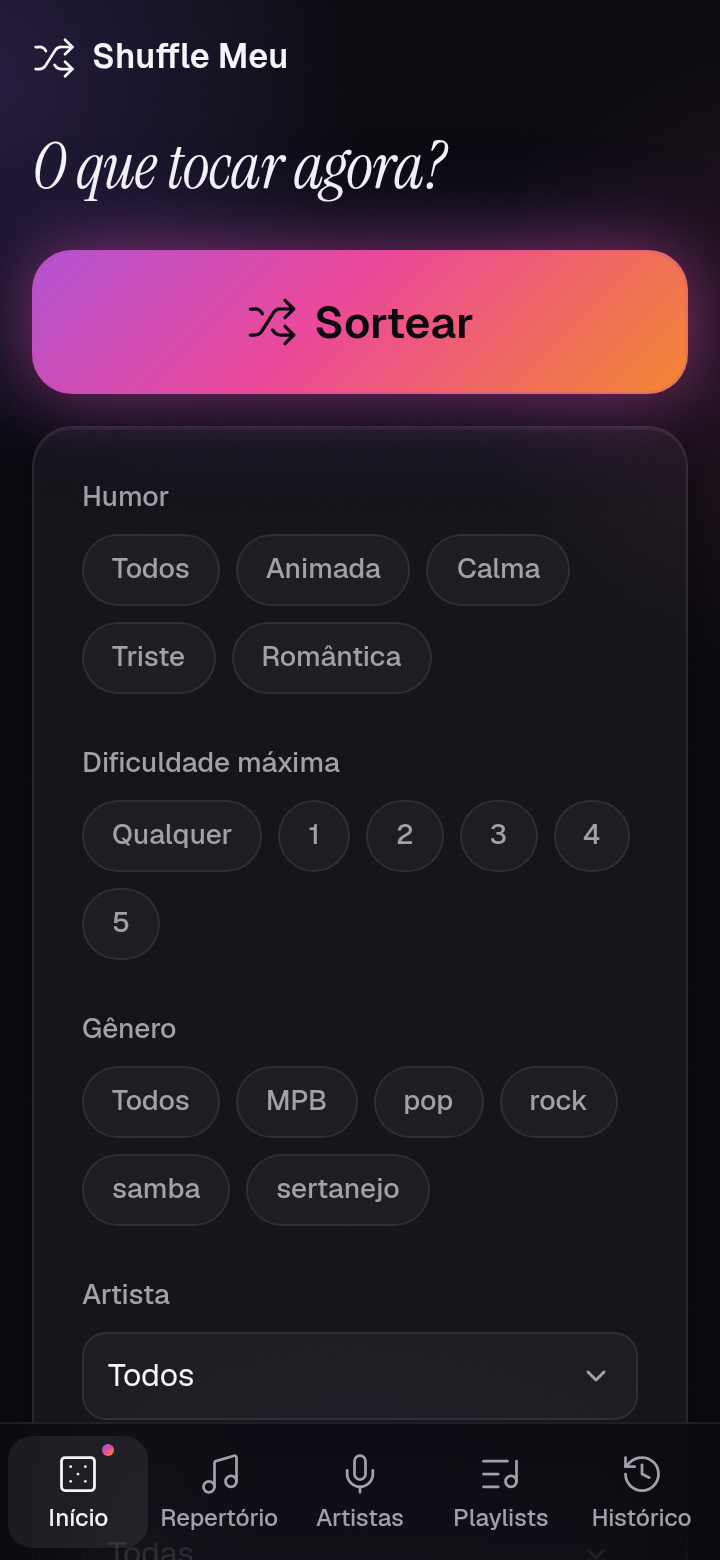 Shuffle Meu
O que tocar agora?
Sortear
Humor
Todos Animada Calma
Triste Romântica
Dificuldade máxima
Qualquer 1 2 3 4
5
Gênero
Todos MPB pop rock
samba sertanejo
Artista
Todos
Início Repertório Artistas Playlists Histórico
Todas